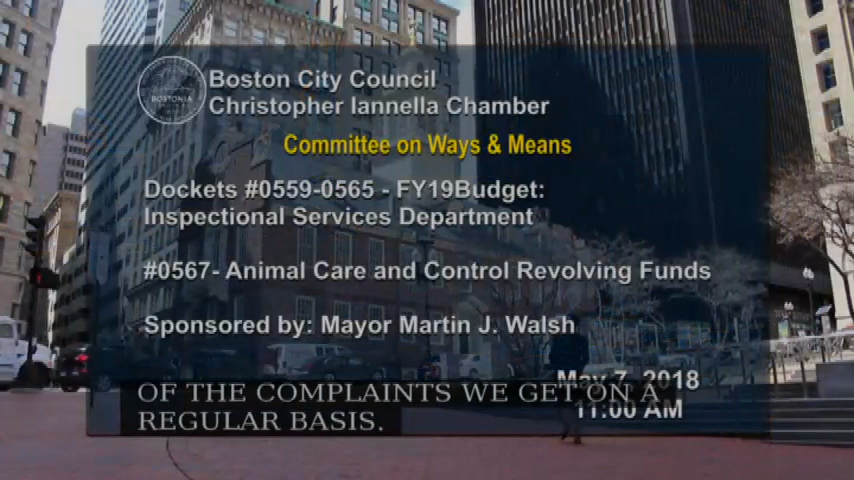 BOSTONIA
Boston City Council
Christopher Iannella Chamber
Committee on Ways & Means
Dockets #0559-0565 - FY19Budget:
Inspectional Services Department
#0567- Animal Care and Control Revolving Funds
Sponsored by: Mayor Martin J. Walsh
May 7, 2018
11:00 AM
OF THE COMPLAINTS WE GET ON A
REGULAR BASIS.